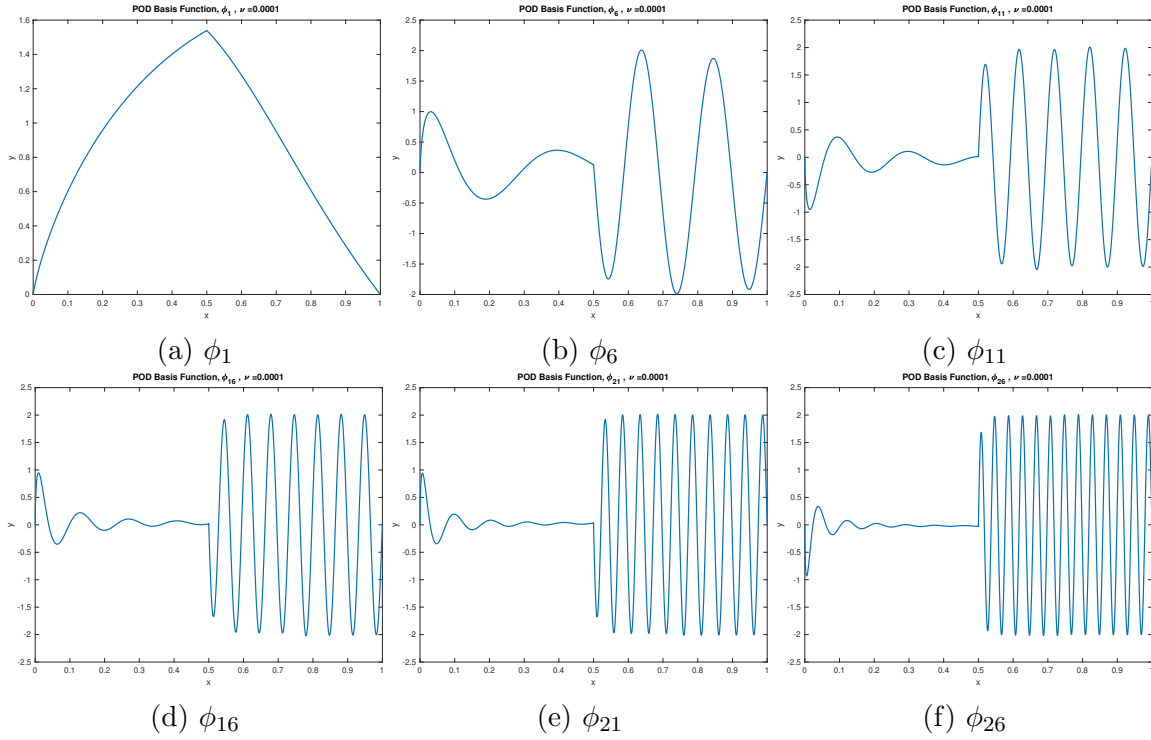 POD Basis Function, ϕ1 , ν =0.0001
1.6
1.4
1.2
1
0.8
0.6
0.4
0.2
0
y
0 0.1 0.2 0.3 0.4 0.5 0.6 0.7 0.8 0.9 1
x
(a) ϕ1
POD Basis Function, ϕ6 , ν =0.0001
2.5
2
1.5
1
0.5
0
-0.5
-1
-1.5
-2
y
0 0.1 0.2 0.3 0.4 0.5 0.6 0.7 0.8 0.9 1
x
(b) ϕ6
POD Basis Function, ϕ11 , ν =0.0001
2.5
2
1.5
1
0.5
0
-0.5
-1
-1.5
-2
-2.5
y
0 0.1 0.2 0.3 0.4 0.5 0.6 0.7 0.8 0.9 1
x
(c) ϕ11
POD Basis Function, ϕ16 , ν =0.0001
2.5
2
1.5
1
0.5
0
-0.5
-1
-1.5
-2
-2.5
y
0 0.1 0.2 0.3 0.4 0.5 0.6 0.7 0.8 0.9 1
x
(d) ϕ16
POD Basis Function, ϕ21 , ν =0.0001
2.5
2
1.5
1
0.5
0
-0.5
-1
-1.5
-2
-2.5
y
0 0.1 0.2 0.3 0.4 0.5 0.6 0.7 0.8 0.9 1
x
(e) ϕ21
POD Basis Function, ϕ26 , ν =0.0001
2.5
2
1.5
1
0.5
0
-0.5
-1
-1.5
-2
-2.5
y
0 0.1 0.2 0.3 0.4 0.5 0.6 0.7 0.8 0.9 1
x
(f) ϕ26